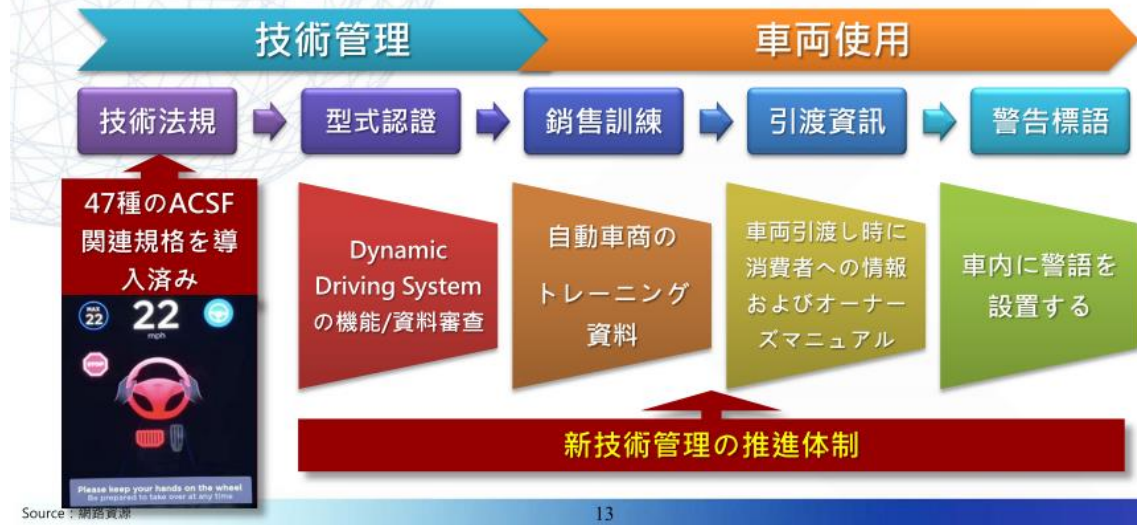 技術管理
車両使用
技術法規
型式認證
銷售訓練
引渡資訊
警告標語
47種のACSF
関連規格を導
入済み
MAX
22
22
mph
STOP
Please keep your hands on the wheel
Be prepared to take over at any time
Dynamic
Driving System
の機能/資料審查
自動車商の
トレーニング
資料
車両引渡し時に
消費者への情報
およびオーナー
ズマニュアル
車内に警語を
設置する
新技術管理の推進体制
Source：網路資源
13